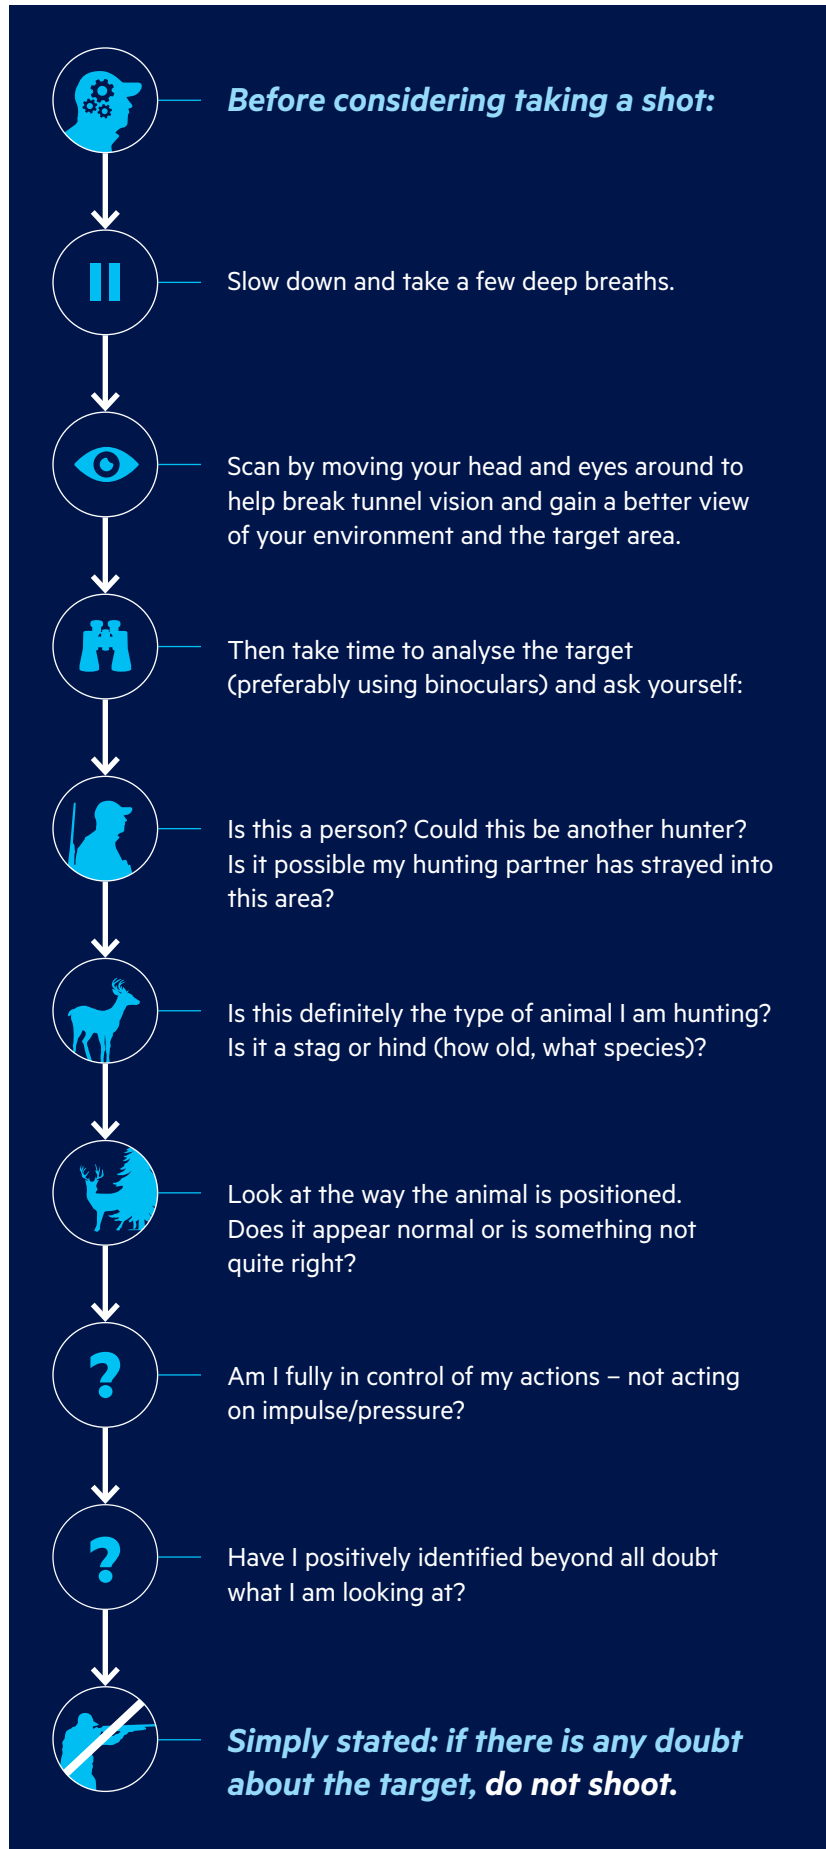 Before considering taking a shot:
Slow down and take a few deep breaths.
Scan by moving your head and eyes around to
help break tunnel vision and gain a better view
of your environment and the target area.
Then take time to analyse the target
(preferably using binoculars) and ask yourself:
Is this a person? Could this be another hunter?
Is it possible my hunting partner has strayed into
this area?
Is this definitely the type of animal I am hunting?
Is it a stag or hind (how old, what species)?
Look at the way the animal is positioned.
Does it appear normal or is something not
quite right?
?
Am I fully in control of my actions – not acting
on impulse/pressure?
?
Have I positively identified beyond all doubt
what I am looking at?
Simply stated: if there is any doubt
about the target, do not shoot.